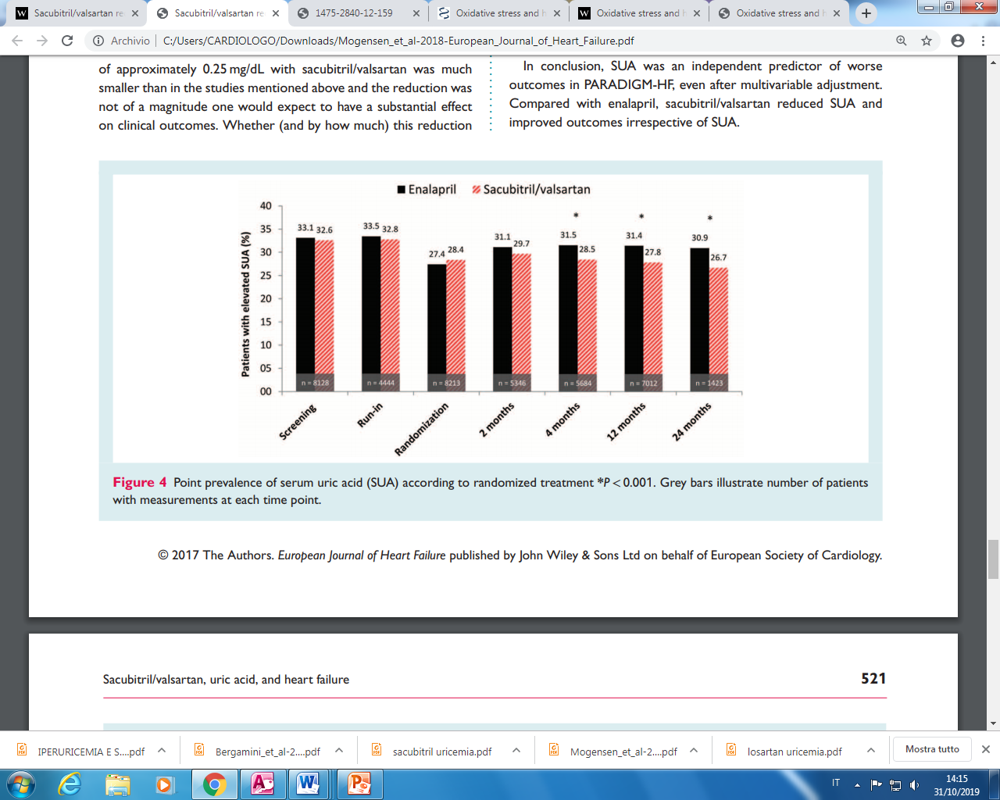 Sacubitril/valsartan re
Sacubitril/valsartan re
1475-2840-12-159
Oxidative stress and h
Oxidative stress and h
Oxidative stress and h
Archivio | C:/Users/CARDIOLOGO/Downloads/Mogensen_et_al-2018-European_Journal_of_Heart_Failure.pdf
of approximately 0.25 mg/dL with sacubitril/valsartan was much
smaller than in the studies mentioned above and the reduction was
not of a magnitude one would expect to have a substantial effect
on clinical outcomes. Whether (and by how much) this reduction
In conclusion, SUA was an independent predictor of worse
outcomes in PARADIGM-HF, even after multivariable adjustment.
Compared with enalapril, sacubitril/valsartan reduced SUA and
improved outcomes irrespective of SUA.
Enalapril Sacubitril/valsartan
Patients with elevated SUA (%)
40
35
30
25
20
15
10
05
00
33.1 32.6
33.5 32.8
27.4 28.4
31.1 29.7
* 31.5 28.5
* 31.4 27.8
* 30.9 26.7
n = 8128
n = 4444
n = 8213
n = 5346
n = 5684
n = 7012
n = 1423
Screening
Run-in
Randomization
2 months
4 months
12 months
24 months
Figure 4 Point prevalence of serum uric acid (SUA) according to randomized treatment *P < 0.001. Grey bars illustrate number of patients
with measurements at each time point.
© 2017 The Authors. European Journal of Heart Failure published by John Wiley & Sons Ltd on behalf of European Society of Cardiology.
Sacubitril/valsartan, uric acid, and heart failure 521
IPERURICEMIA E S....pdf
Bergamini_et_al-2....pdf
sacubitril uricemia.pdf
Mogensen_et_al-2....pdf
losartan uricemia.pdf
Mostra tutto
IT
14:15
31/10/2019